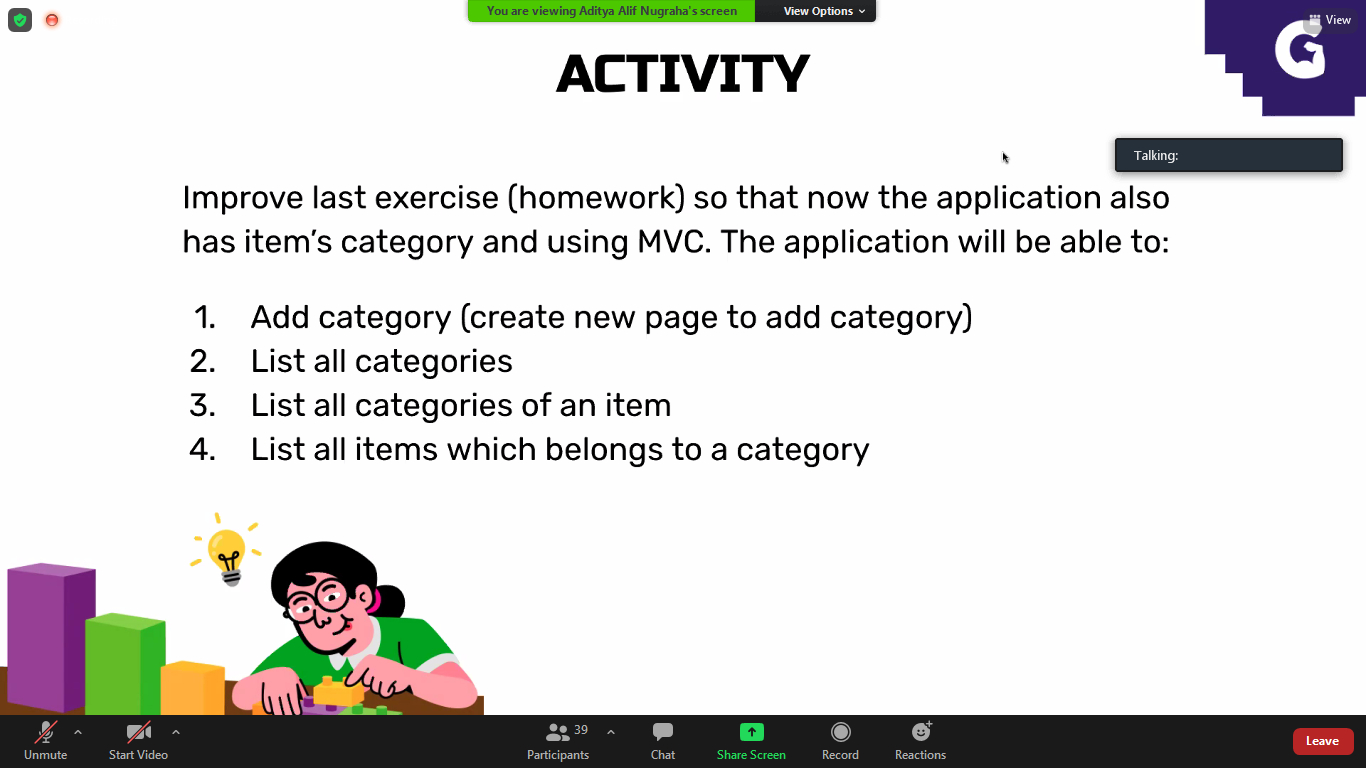 You are viewing Aditya Alif Nugraha's screen
View Options
View
G
ACTIVITY
Talking:
Improve last exercise (homework) so that now the application also
has item's category and using MVC. The application will be able to:
1. Add category (create new page to add category)
2. List all categories
3. List all categories of an item
4. List all items which belongs to a category
Unmute
Start Video
Participants 39
Chat
Share Screen
Record
Reactions
Leave